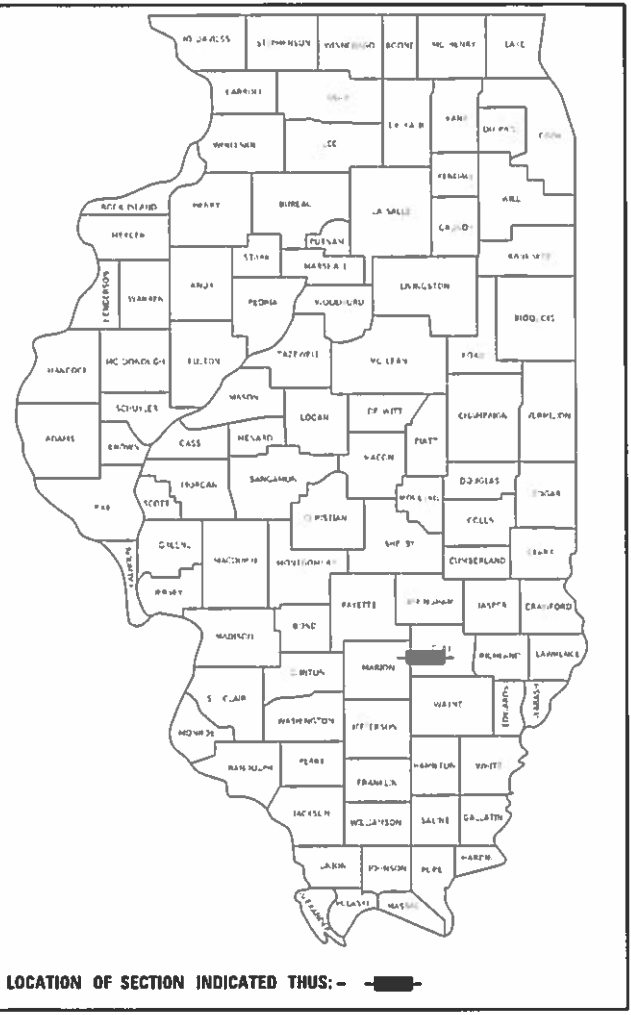 JO DAVIESS STEPHENSON WINNEBAGO BOONE MC HENRY LAKE
CARROLL
WHITESIDE LEE DE KALB KANE DU PAGE COOK
KENDALL WILL
ROCK ISLAND HENRY BUREAU LA SALLE GRUNDY
MERCER PUTNAM
STARK MARSHALL KANKAKEE
HENDERSON WARREN KNOX PEORIA WOODFORD LIVINGSTON
IROQUOIS
HANCOCK MC DONOUGH FULTON TAZEWELL MC LEAN FORD
MASON
SCHUYLER LOGAN DE WITT CHAMPAIGN VERMILION
ADAMS BROWN CASS MENARD PIATT
MACON
MORGAN SANGAMON DOUGLAS EDGAR
PIKE SCOTT CHRISTIAN MOULTRIE
COLES
GREENE MACOUPIN MONTGOMERY SHELBY CUMBERLAND CLARK
CALHOUN JERSEY FAYETTE EFFINGHAM JASPER CRAWFORD
MADISON BOND
CLAY RICHLAND LAWRENCE
CLINTON MARION
ST CLAIR WAYNE EDWARDS WABASH
MONROE WASHINGTON JEFFERSON
RANDOLPH PERRY HAMILTON WHITE
FRANKLIN
JACKSON WILLIAMSON SALINE GALLATIN
UNION JOHNSON POPE HARDIN
ALEXANDER PULASKI MASSAC
LOCATION OF SECTION INDICATED THUS: -